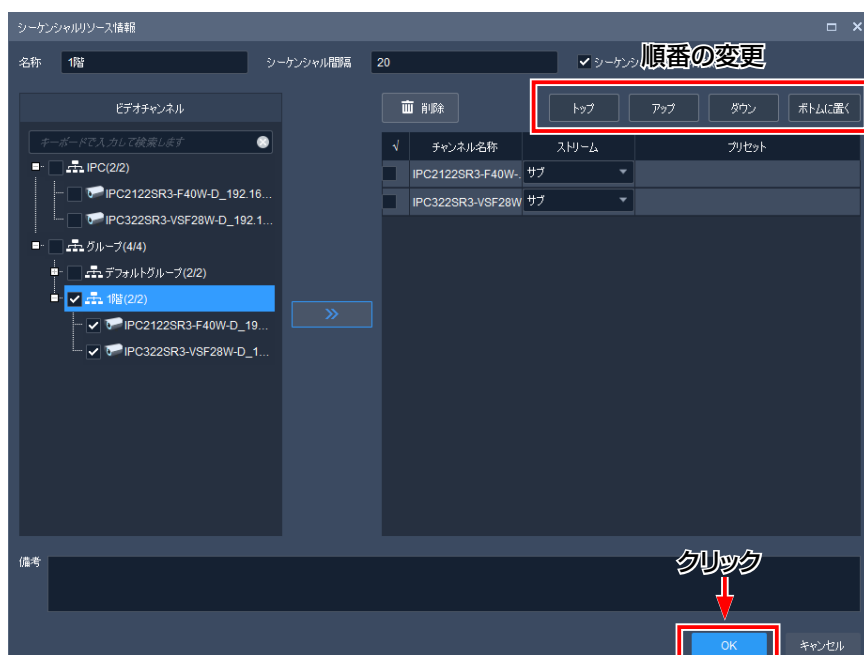 シーケンシャルリソース情報
名称 1階 シーケンシャル間隔 20 シーケンシ
順番の変更
ビデオチャンネル
削除 トップ アップ ダウン ボトムに置く
キーボードで入力して検索します
√ チャンネル名称 ストリーム プリセット
IPC(2/2)
IPC2122SR3-F40W-D_192.16...
IPC322SR3-VSF28W-D_192.1...
グループ(4/4)
デフォルトグループ(2/2)
1階(2/2)
IPC2122SR3-F40W-D_19...
IPC322SR3-VSF28W-D_1...
IPC2122SR3-F40W-. サブ
IPC322SR3-VSF28W サブ
備考
クリック
OK キャンセル